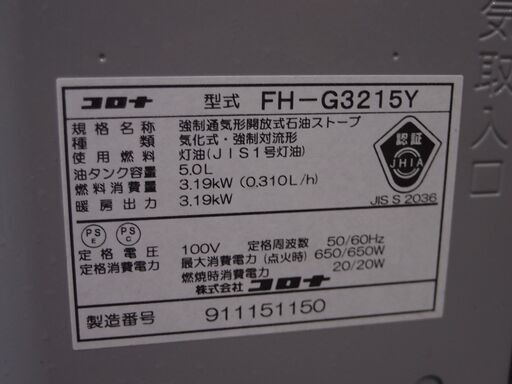 気取入口
コロナ 型式 FH-G3215Y
規格名称 強制通気形開放式石油ストーブ
種類 気化式・強制対流形
使用燃料 灯油(JIS1号灯油)
油タンク容量 5.0L
燃料消費量 3.19kW(0.310L/h)
暖房出力 3.19kW
認証
JHIA
JIS S 2036
PS E PS C
定格電圧 100V 定格周波数 50/60Hz
定格消費電力 最大消費電力(点火時) 650/650W
燃焼時消費電力 20/20W
株式会社コロナ
製造番号 911151150